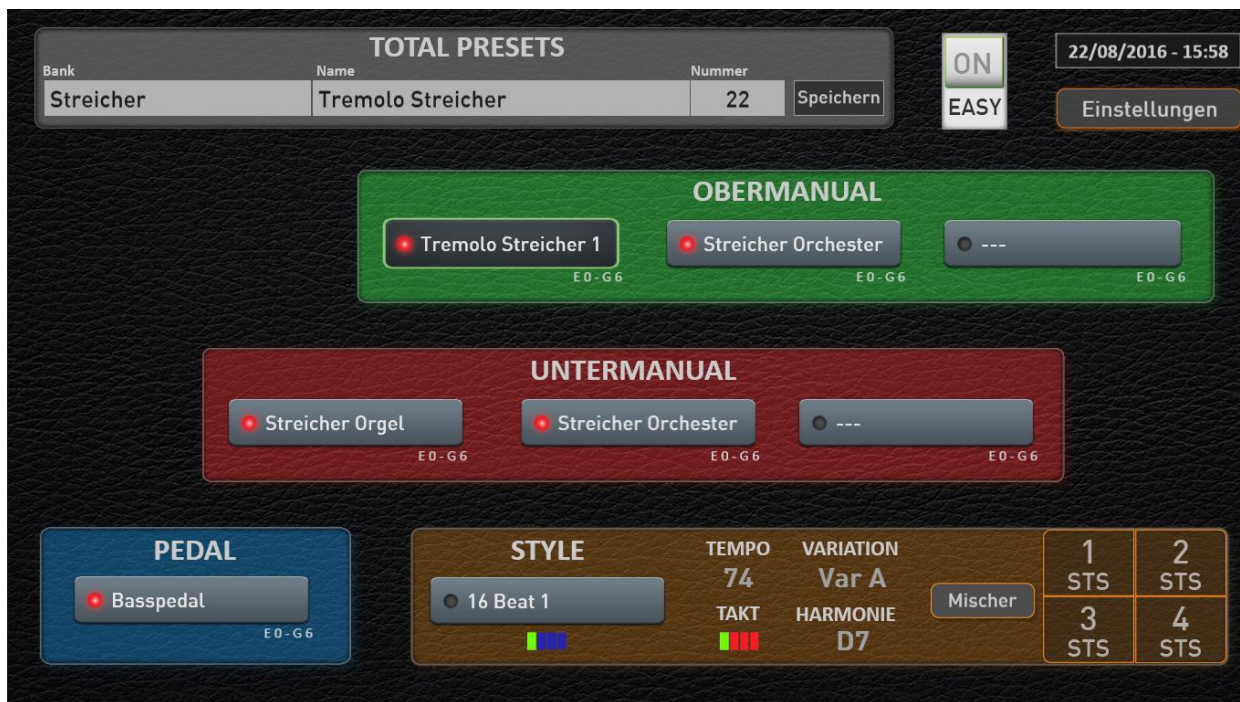 TOTAL PRESETS
Bank Name Nummer
Streicher Tremolo Streicher 22 Speichern
ON
EASY
22/08/2016 - 15:58
Einstellungen
OBERMANUAL
Tremolo Streicher 1 Streicher Orchester ---
E0-G6 E0-G6 E0-G6
UNTERMANUAL
Streicher Orgel Streicher Orchester ---
E0-G6 E0-G6 E0-G6
PEDAL
Basspedal
E0-G6
STYLE
16 Beat 1
TEMPO VARIATION
74 Var A
TAKT HARMONIE
D7
Mischer
1 2
STS STS
3 4
STS STS